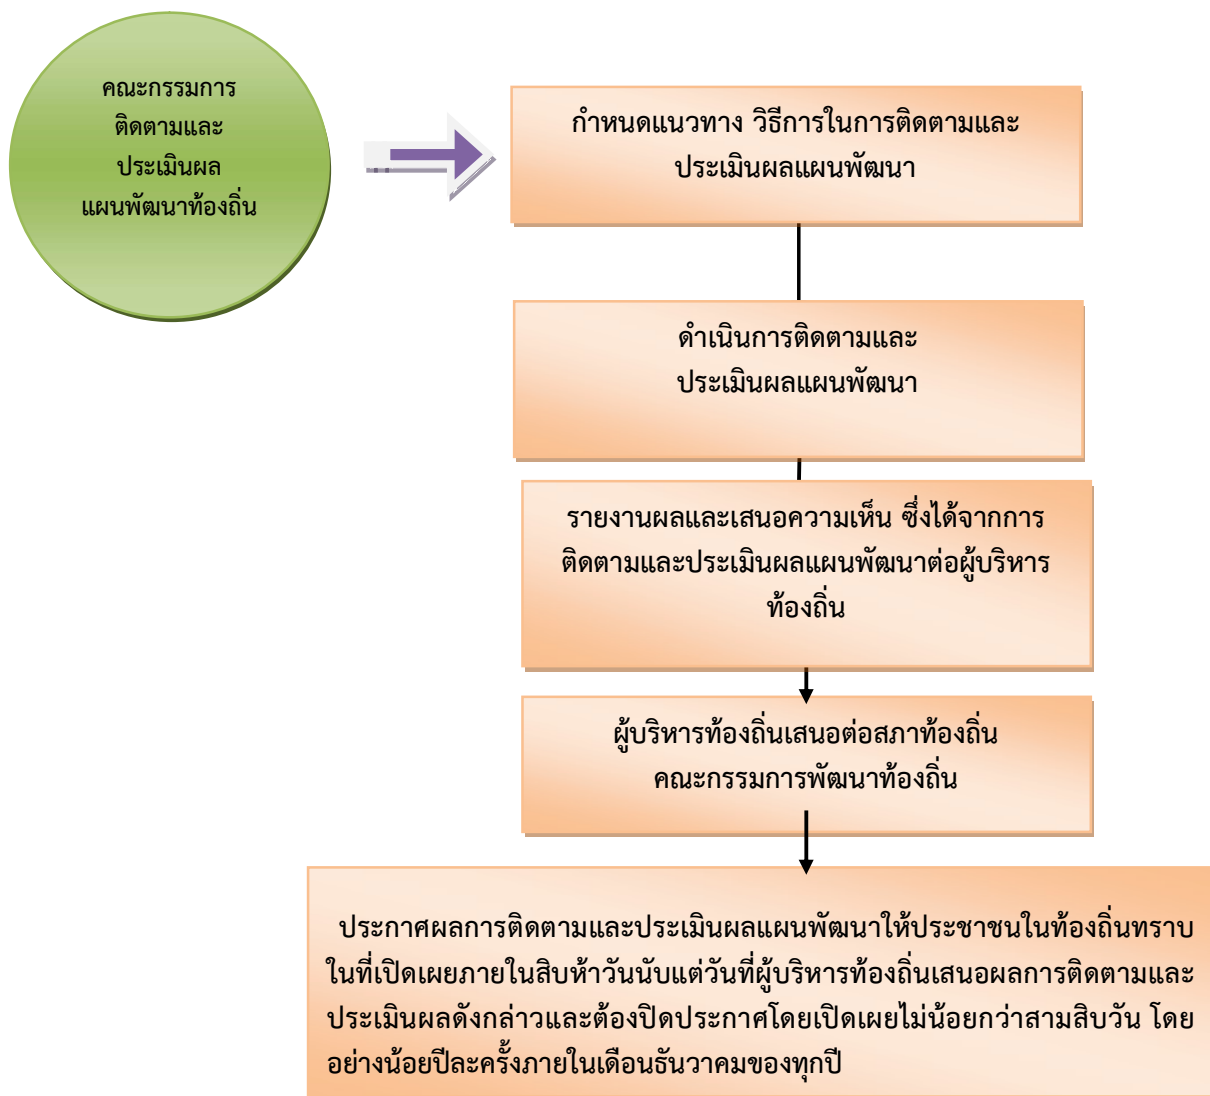 คณะกรรมการ
ติดตามและ
ประเมินผล
แผนพัฒนาท้องถิ่น
กำหนดแนวทาง วิธีการในการติดตามและ
ประเมินผลแผนพัฒนา
ดำเนินการติดตามและ
ประเมินผลแผนพัฒนา
รายงานผลและเสนอความเห็น ซึ่งได้จากการ
ติดตามและประเมินผลแผนพัฒนาต่อผู้บริหาร
ท้องถิ่น
ผู้บริหารท้องถิ่นเสนอต่อสภาท้องถิ่น
คณะกรรมการพัฒนาท้องถิ่น
ประกาศผลการติดตามและประเมินผลแผนพัฒนาให้ประชาชนในท้องถิ่นทราบ
ในที่เปิดเผยภายในสิบห้าวันนับแต่วันที่ผู้บริหารท้องถิ่นเสนอผลการติดตามและ
ประเมินผลดังกล่าวและต้องปิดประกาศโดยเปิดเผยไม่น้อยกว่าสามสิบวัน โดย
อย่างน้อยปีละครั้งภายในเดือนธันวาคมของทุกปี